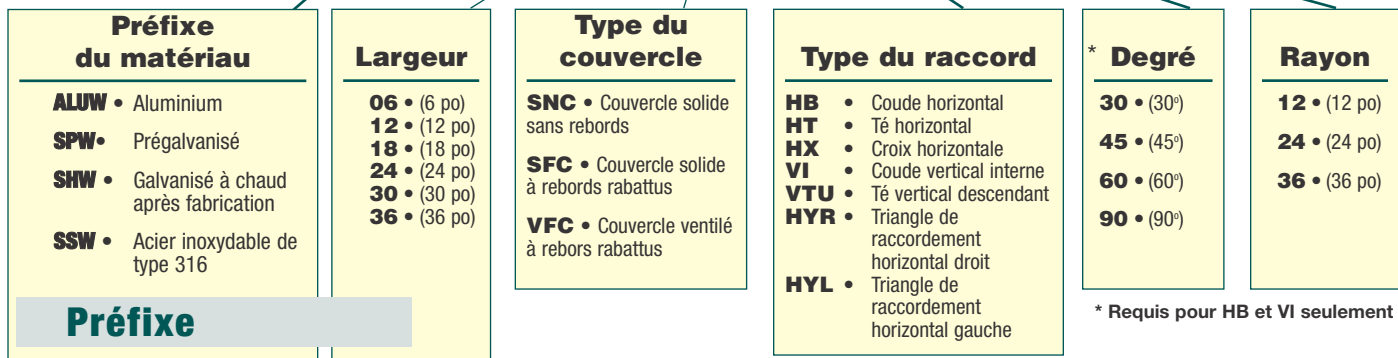 Préfixe
du matériau
ALUW • Aluminium
SPW• Prégalvanisé
SHW • Galvanisé à chaud
après fabrication
SSW • Acier inoxydable de
type 316
Préfixe
Largeur
06 • (6 po)
12 • (12 po)
18 • (18 po)
24 • (24 po)
30 • (30 po)
36 • (36 po)
Type du
couvercle
SNC • Couvercle solide
sans rebords
SFC • Couvercle solide
à rebords rabattus
VFC • Couvercle ventilé
à rebors rabattus
Type du raccord
HB • Coude horizontal
HT • Té horizontal
HX • Croix horizontale
VI • Coude vertical interne
VTU • Té vertical descendant
HYR • Triangle de
raccordement
horizontal droit
HYL • Triangle de
raccordement
horizontal gauche
* Degré
30 • (30º)
45 • (45º)
60 • (60º)
90 • (90º)
Rayon
12 • (12 po)
24 • (24 po)
36 • (36 po)
* Requis pour HB et VI seulement